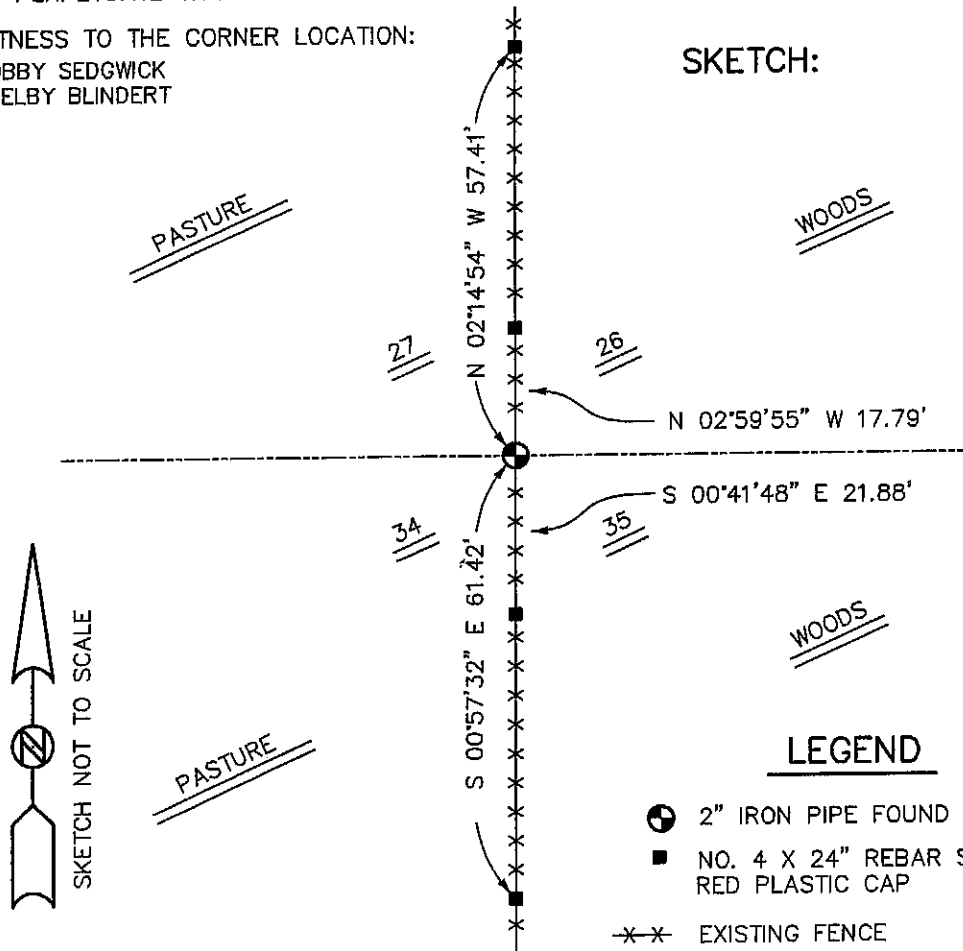 TNESS TO THE CORNER LOCATION:
BBY SEDGWICK
ELBY BLINDERT
SKETCH:
PASTURE
WOODS
N 02°14'54" W 57.41'
27
26
N 02°59'55" W 17.79'
S 00°41'48" E 21.88'
34
35
S 00°57'32" E 61.42'
WOODS
PASTURE
N
SKETCH NOT TO SCALE
LEGEND
2" IRON PIPE FOUND
NO. 4 X 24" REBAR S
RED PLASTIC CAP
EXISTING FENCE